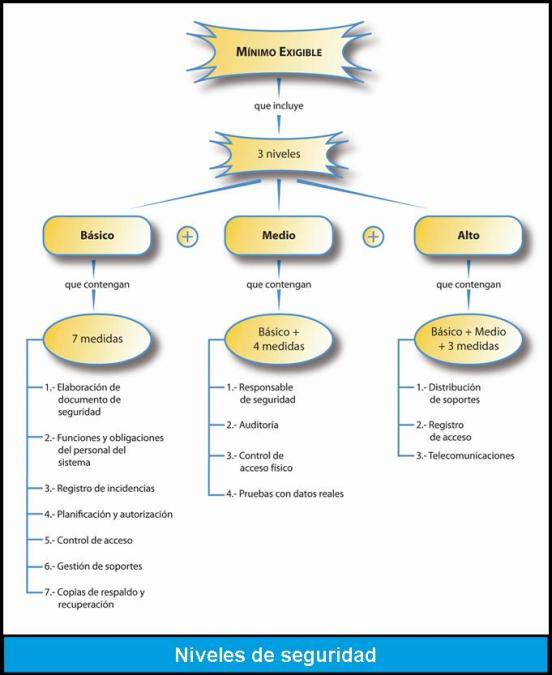 MÍNIMO EXIGIBLE
que incluye
3 niveles
Básico
+
Medio
+
Alto
que contengan
que contengan
que contengan
7 medidas
Básico +
4 medidas
Básico + Medio
+ 3 medidas
1.- Elaboración de
documento de
seguridad
2.- Funciones y obligaciones
del personal del
sistema
3.- Registro de incidencias
4.- Planificación y autorización
5.- Control de acceso
6.- Gestión de soportes
7.- Copias de respaldo y
recuperación
1.- Responsable
de seguridad
2.- Auditoría
3.- Control de
acceso físico
4.- Pruebas con datos reales
1.- Distribución
de soportes
2.- Registro
de acceso
3.- Telecomunicaciones
Niveles de seguridad